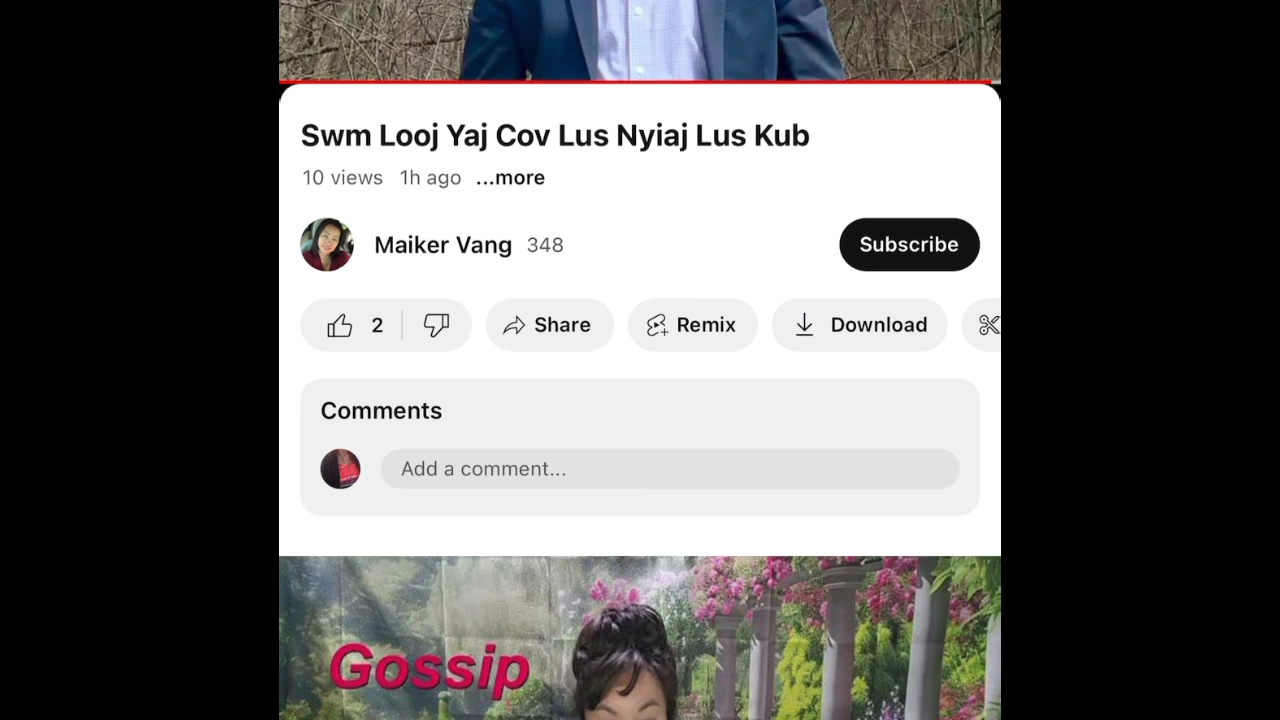 Swm Looj Yaj Cov Lus Nyiaj Lus Kub
10 views 1h ago ...more
Maiker Vang 348 Subscribe
2 Share Remix Download
Comments
Add a comment...
Gossip